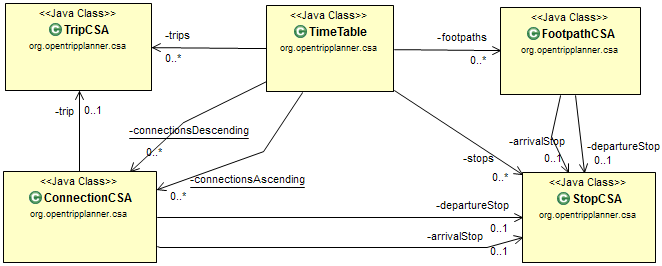 <<Java Class>>
TripCSA
org.opentripplanner.csa
-trips
0..*
<<Java Class>>
TimeTable
org.opentripplanner.csa
-footpaths
0..*
<<Java Class>>
FootpathCSA
org.opentripplanner.csa
-trip
0..1
-connectionsDescending
0..*
-connectionsAscending
0..*
-stops
0..*
-arrivalStop
0..1
-departureStop
0..1
<<Java Class>>
ConnectionCSA
org.opentripplanner.csa
-departureStop
0..1
-arrivalStop
0..1
<<Java Class>>
StopCSA
org.opentripplanner.csa